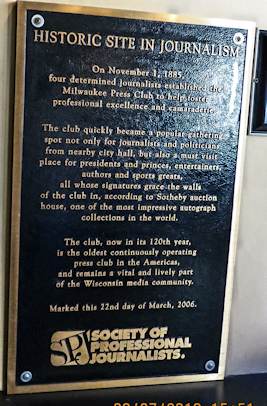 HISTORIC SITE IN JOURNALISM
On November 1, 1885,
four determined journalists established the
Milwaukee Press Club to help foster
professional excellence and camaraderie.
The club quickly became a popular gathering
spot not only for journalists and politicians
from nearby city hall, but also a must visit
place for presidents and princes, entertainers,
authors and sports greats,
all whose signatures grace the walls
of the club in, according to Sotheby auction
house, one of the most impressive autograph
collections in the world.
The club, now in its 120th year,
is the oldest continuously operating
press club in the Americas,
and remains a vital and lively part
of the Wisconsin media community.
Marked this 22nd day of March, 2006.
SPJ SOCIETY OF
PROFESSIONAL
JOURNALISTS.